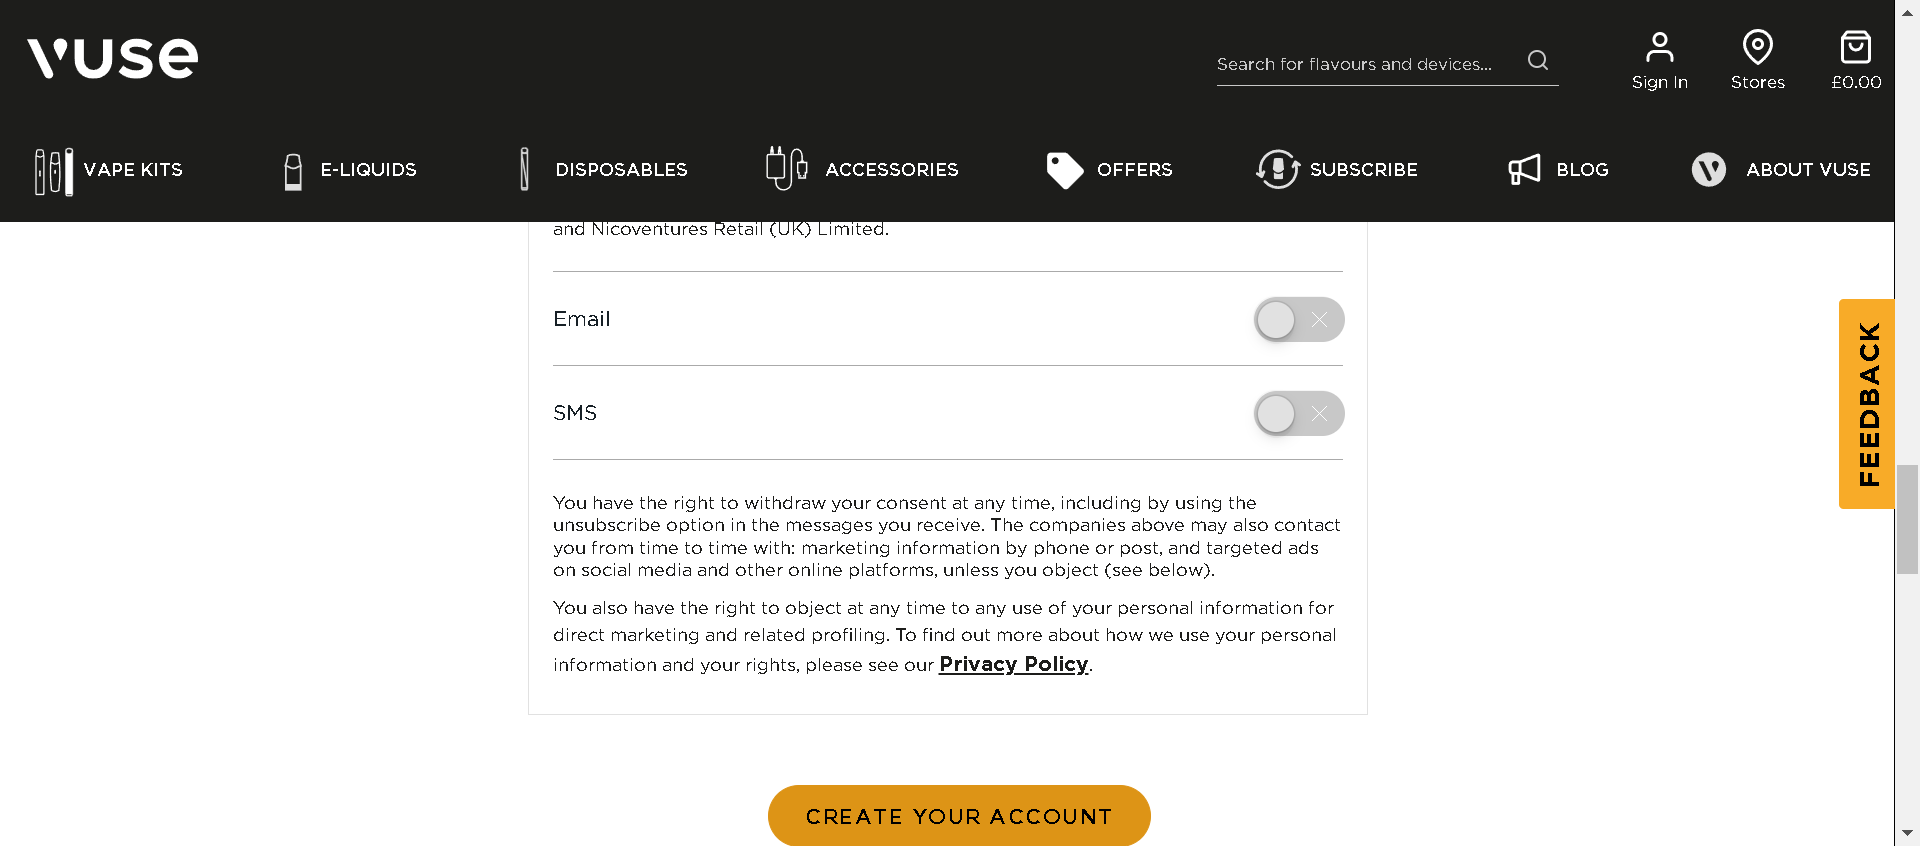 vuse
Search for flavours and devices...
Sign In
Stores
£0.00
VAPE KITS
E-LIQUIDS
DISPOSABLES
ACCESSORIES
OFFERS
SUBSCRIBE
BLOG
ABOUT VUSE
and Nicoventures Retail (UK) Limited.
Email
SMS
FEEDBACK
You have the right to withdraw your consent at any time, including by using the
unsubscribe option in the messages you receive. The companies above may also contact
you from time to time with: marketing information by phone or post, and targeted ads
on social media and other online platforms, unless you object (see below).
You also have the right to object at any time to any use of your personal information for
direct marketing and related profiling. To find out more about how we use your personal
information and your rights, please see our Privacy Policy.
CREATE YOUR ACCOUNT